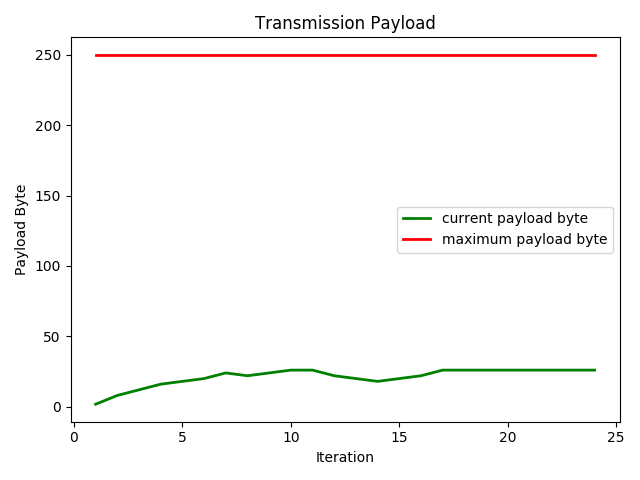 Transmission Payload
250
200
150
100
50
0
Payload Byte
current payload byte
maximum payload byte
0 5 10 15 20 25
Iteration